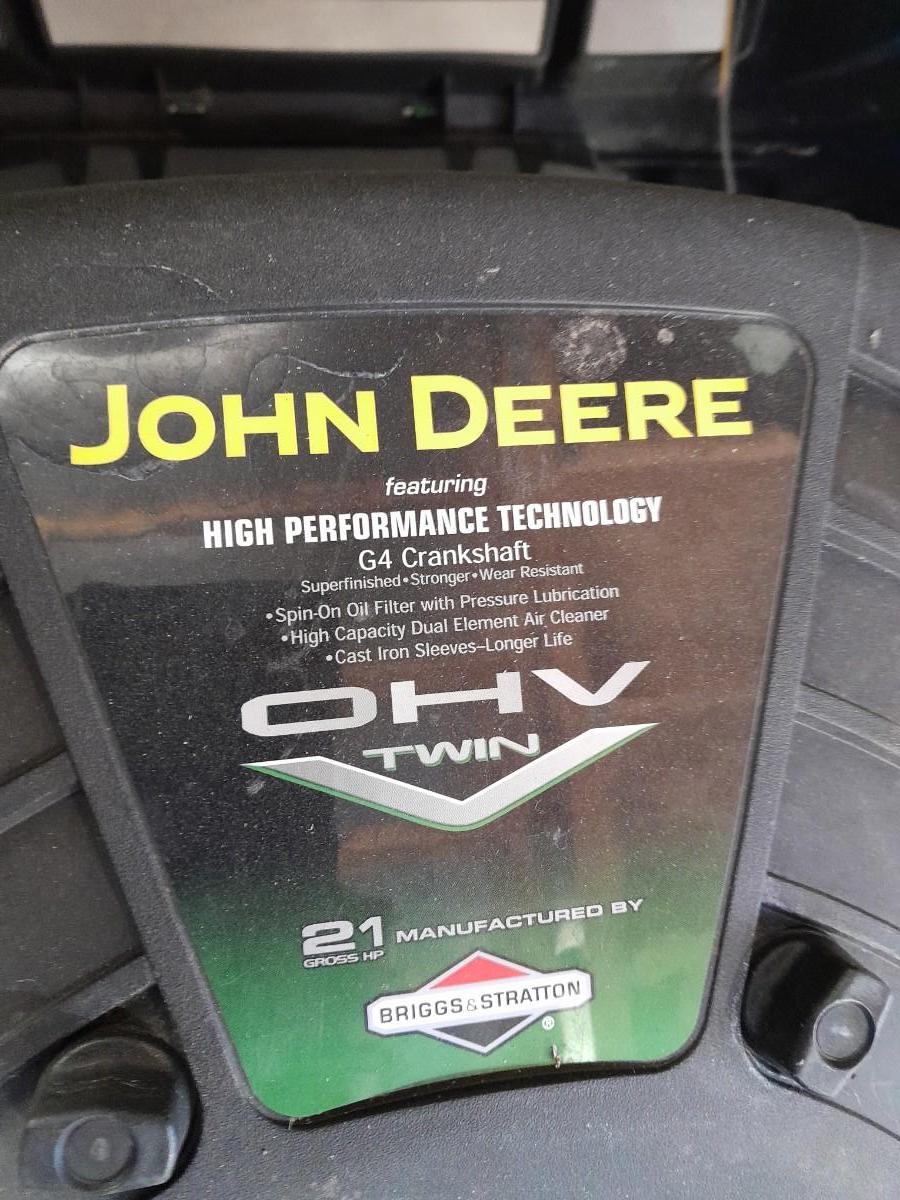 JOHN DEERE
featuring
HIGH PERFORMANCE TECHNOLOGY
G4 Crankshaft
Superfinished•Stronger•Wear Resistant
•Spin-On Oil Filter with Pressure Lubrication
•High Capacity Dual Element Air Cleaner
•Cast Iron Sleeves–Longer Life
OHV
TWIN
21 MANUFACTURED BY
GROSS HP
BRIGGS & STRATTON
®